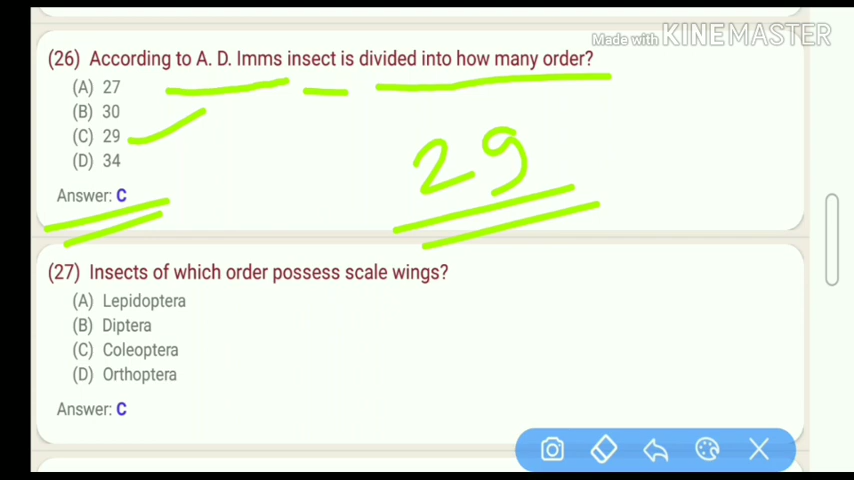 Made with KINEMASTER
(26) According to A. D. Imms insect is divided into how many order?
(A) 27
(B) 30
(C) 29
(D) 34
29
Answer: C
(27) Insects of which order possess scale wings?
(A) Lepidoptera
(B) Diptera
(C) Coleoptera
(D) Orthoptera
Answer: C